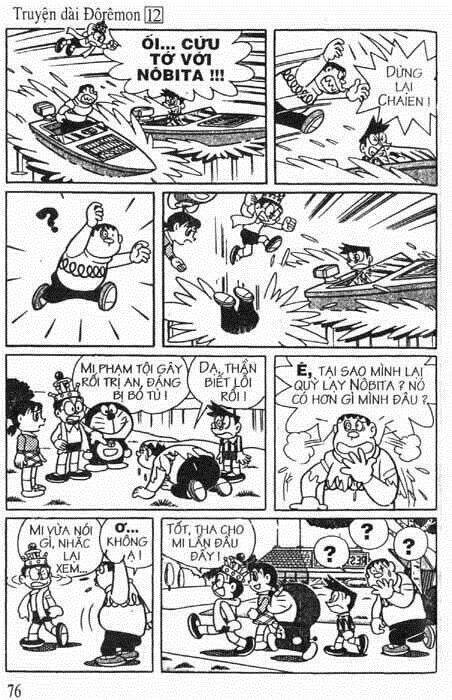 Truyện dài Đôrêmon 12
ỐI... CỨU
TỚ VỚI
NÔBITA !!!
DỪNG
LẠI
CHAIEN !
?
MI PHẠM TỘI GÂY
RỐI TRỊ AN, ĐÁNG
BỊ BỎ TÙ !
DẠ, THẦN
BIẾT LỖI
RỒI !
Ê, TẠI SAO MÌNH LẠI
QUỲ LẠY NÔBITA ? NÓ
CÓ HƠN GÌ MÌNH ĐÂU ?
MI VỪA NÓI
GÌ, NHẮC
LẠI
XEM...
Ơ...
KHÔNG
Ạ !
TỐT, THA CHO
MI LẦN ĐẦU
ĐẤY !
?
?
?
76